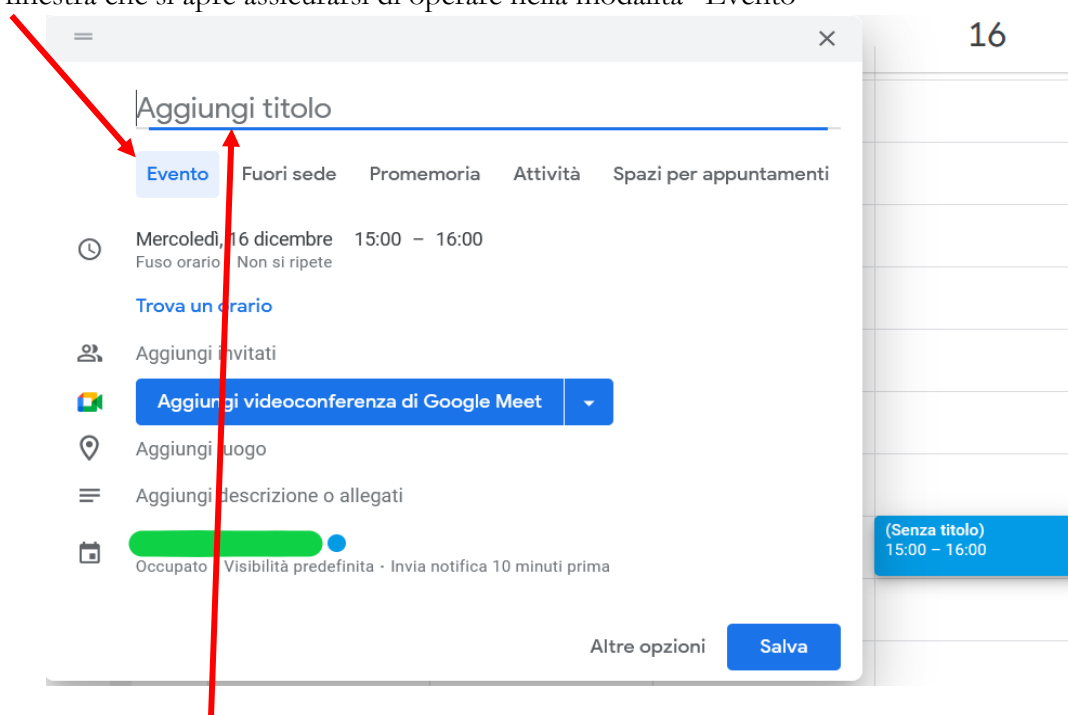 finestra che si apre assicurarsi di operare nella modalità "Evento"
16
Aggiungi titolo
Evento Fuori sede Promemoria Attività Spazi per appuntamenti
Mercoledì, 16 dicembre 15:00 – 16:00
Fuso orario Non si ripete
Trova un orario
Aggiungi invitati
Aggiungi videoconferenza di Google Meet
Aggiungi luogo
Aggiungi descrizione o allegati
(Senza titolo)
15:00 – 16:00
Occupato Visibilità predefinita · Invia notifica 10 minuti prima
Altre opzioni Salva